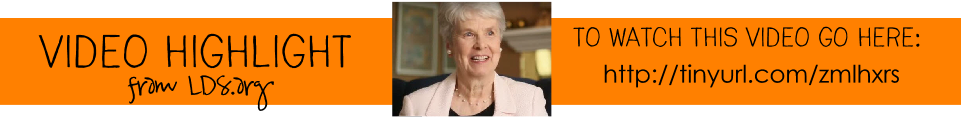 VIDEO HIGHLIGHT
from LDS.org
TO WATCH THIS VIDEO GO HERE:
http://tinyurl.com/zmlhxrs